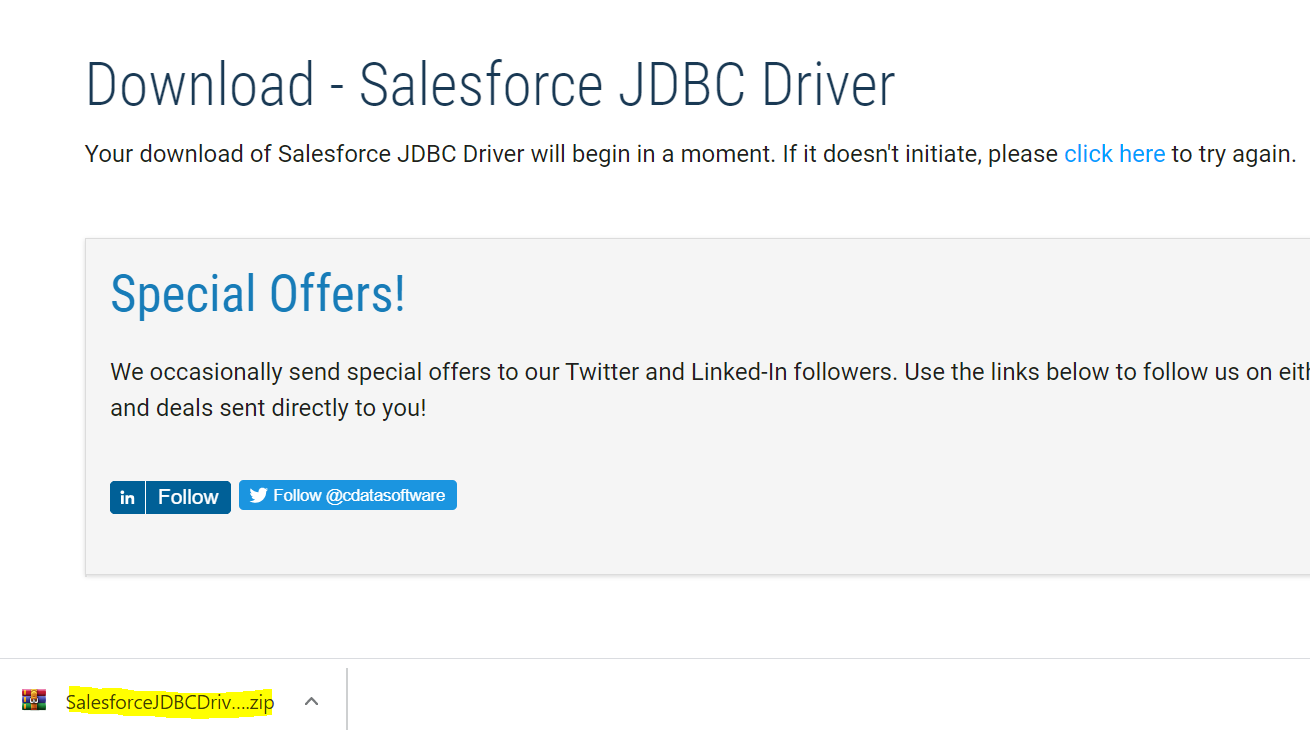 Download - Salesforce JDBC Driver
Your download of Salesforce JDBC Driver will begin in a moment. If it doesn't initiate, please click here to try again.
Special Offers!
We occasionally send special offers to our Twitter and Linked-In followers. Use the links below to follow us on
and deals sent directly to you!
in Follow Follow @cdatasoftware
SalesforceJDBCDriv....zip